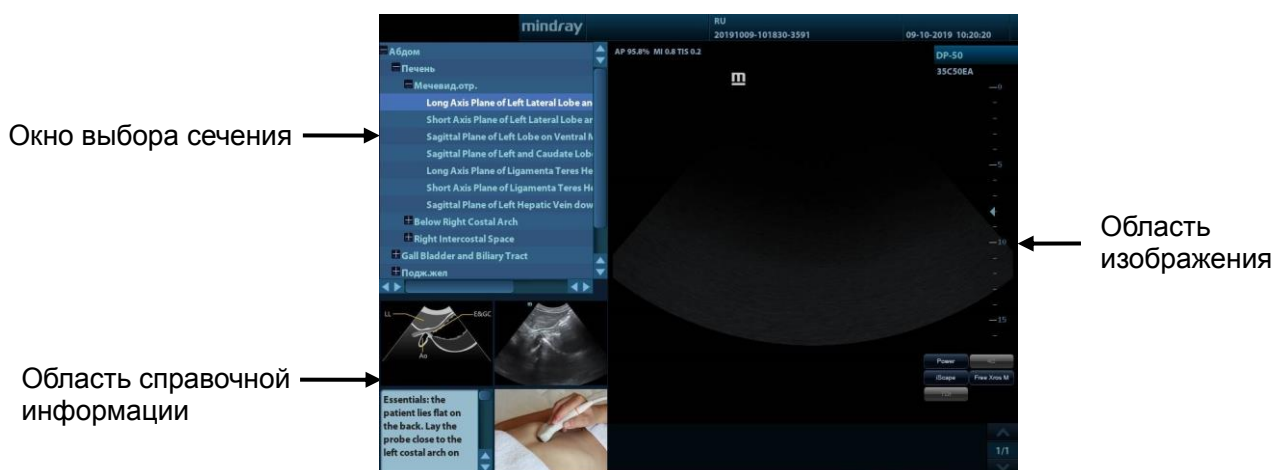 mindray
RU
20191009-101830-3591
09-10-2019 10:20:20
Абдом
Печень
Мечевид.отр.
Long Axis Plane of Left Lateral Lobe an
Short Axis Plane of Left Lateral Lobe ar
Sagittal Plane of Left Lobe on Ventral M
Sagittal Plane of Left and Caudate Lob
Long Axis Plane of Ligamenta Teres He
Short Axis Plane of Ligamenta Teres He
Sagittal Plane of Left Hepatic Vein dow
Below Right Costal Arch
Right Intercostal Space
Gall Bladder and Biliary Tract
Подж.жел
Окно выбора сечения
AP 95.8% MI 0.8 TIS 0.2
DP-50
35C50EA
m
0
5
10
15
Область
изображения
LL
E&GC
Ao
m
Область справочной
информации
Essentials: the
patient lies flat on
the back. Lay the
probe close to the
left costal arch on
Power
iScape
Free Xros M
1/1